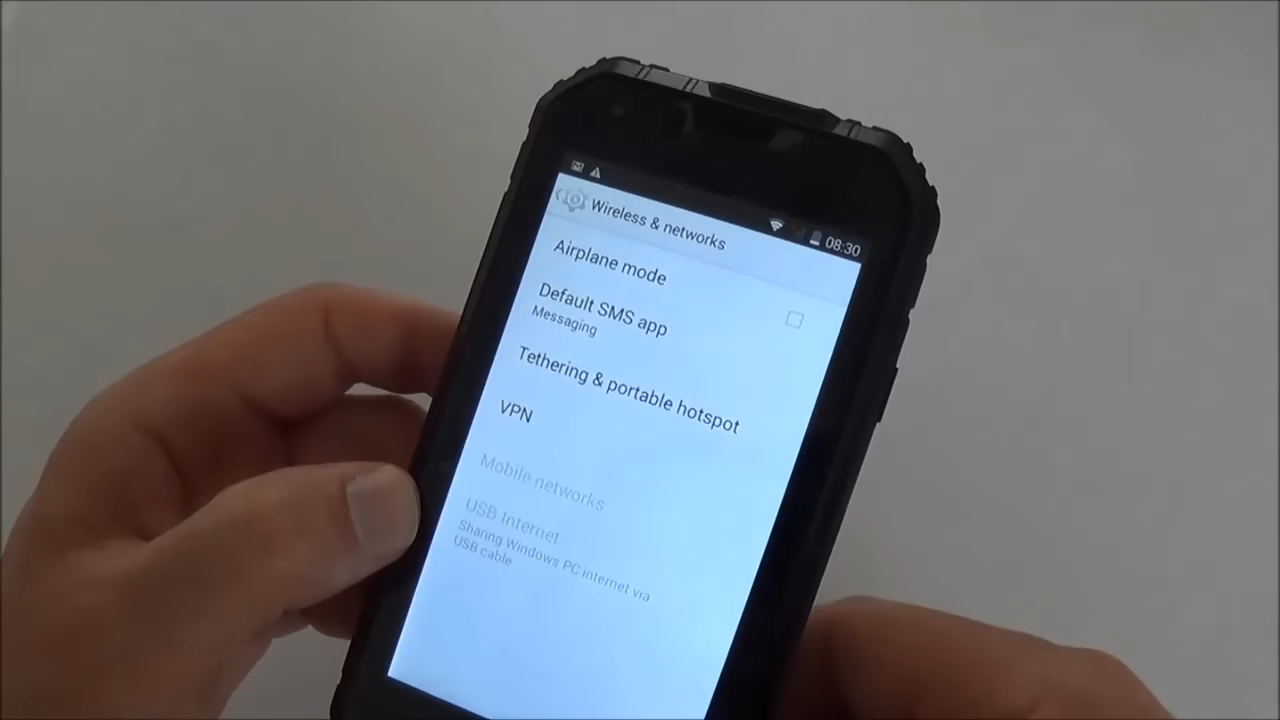 08:30
Wireless & networks
Airplane mode
Default SMS app
Messaging
Tethering & portable hotspot
VPN
Mobile networks
USB Internet
Sharing Windows PC internet via
USB cable